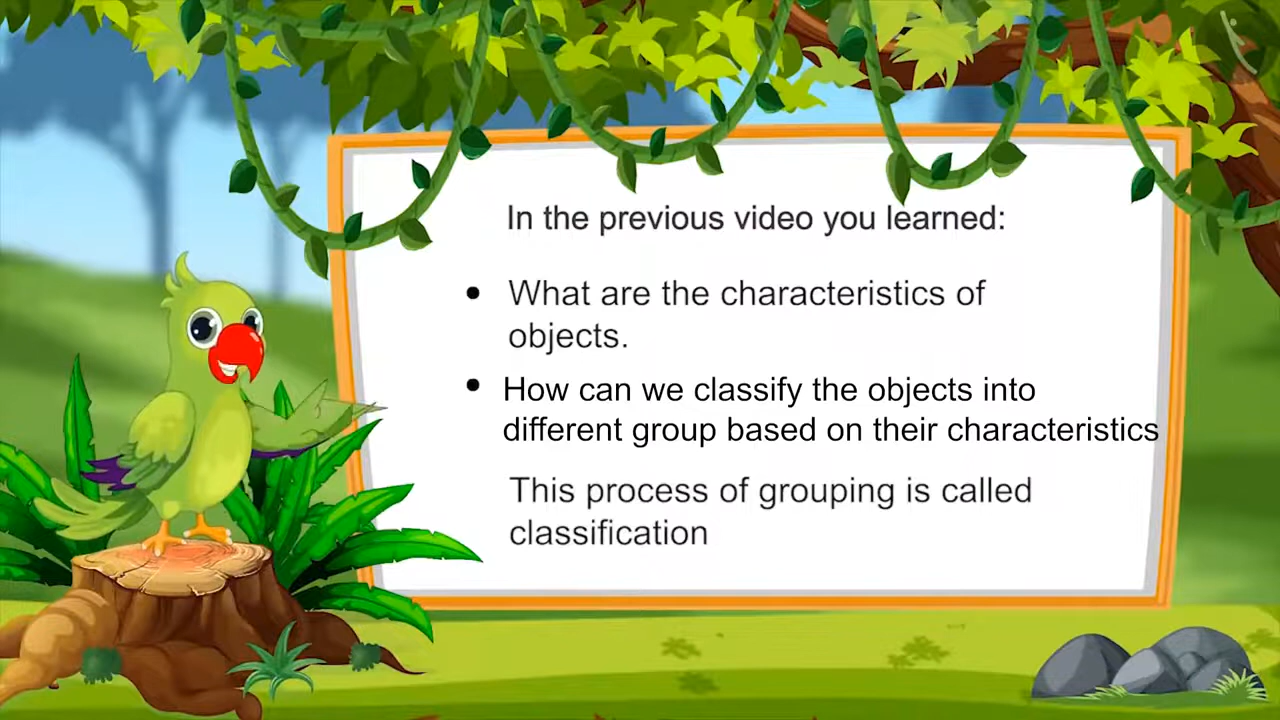 In the previous video you learned:
• What are the characteristics of
objects.
• How can we classify the objects into
different group based on their characteristics
This process of grouping is called
classification